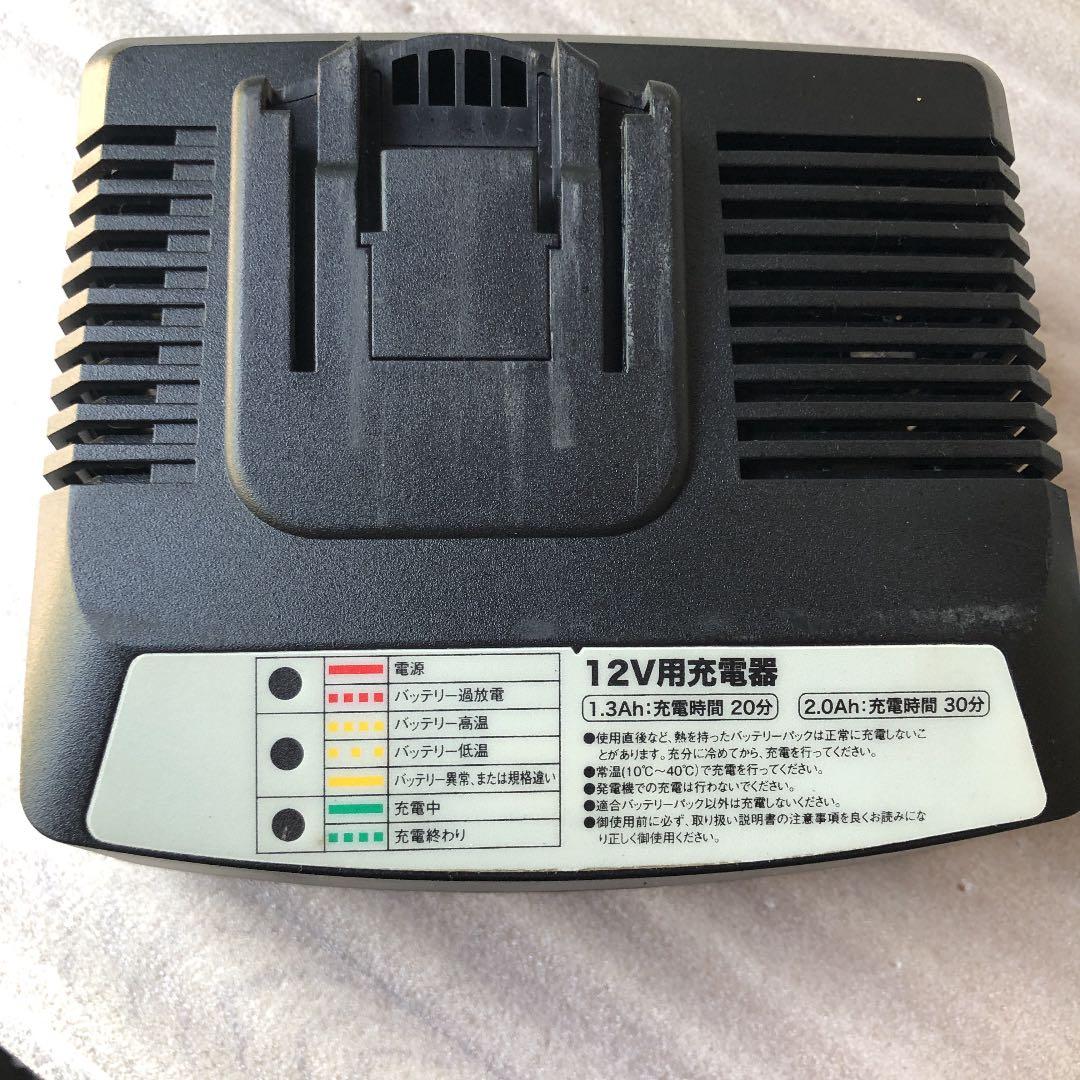 電源
バッテリー過放電
バッテリー高温
バッテリー低温
バッテリー異常、または規格違い
充電中
充電終わり
12V用充電器
1.3Ah:充電時間 20分
2.0Ah:充電時間 30分
●使用直後など、熱を持ったバッテリーパックは正常に充電しないこ
とがあります。充分に冷めてから、充電を行ってください。
●常温(10℃〜40℃)で充電を行ってください。
●発電機での充電は行わないでください。
●適合バッテリーパック以外は充電しないください。
●御使用前に必ず、取り扱い説明書の注意事項を良くお読みにな
り正しく御使用ください。